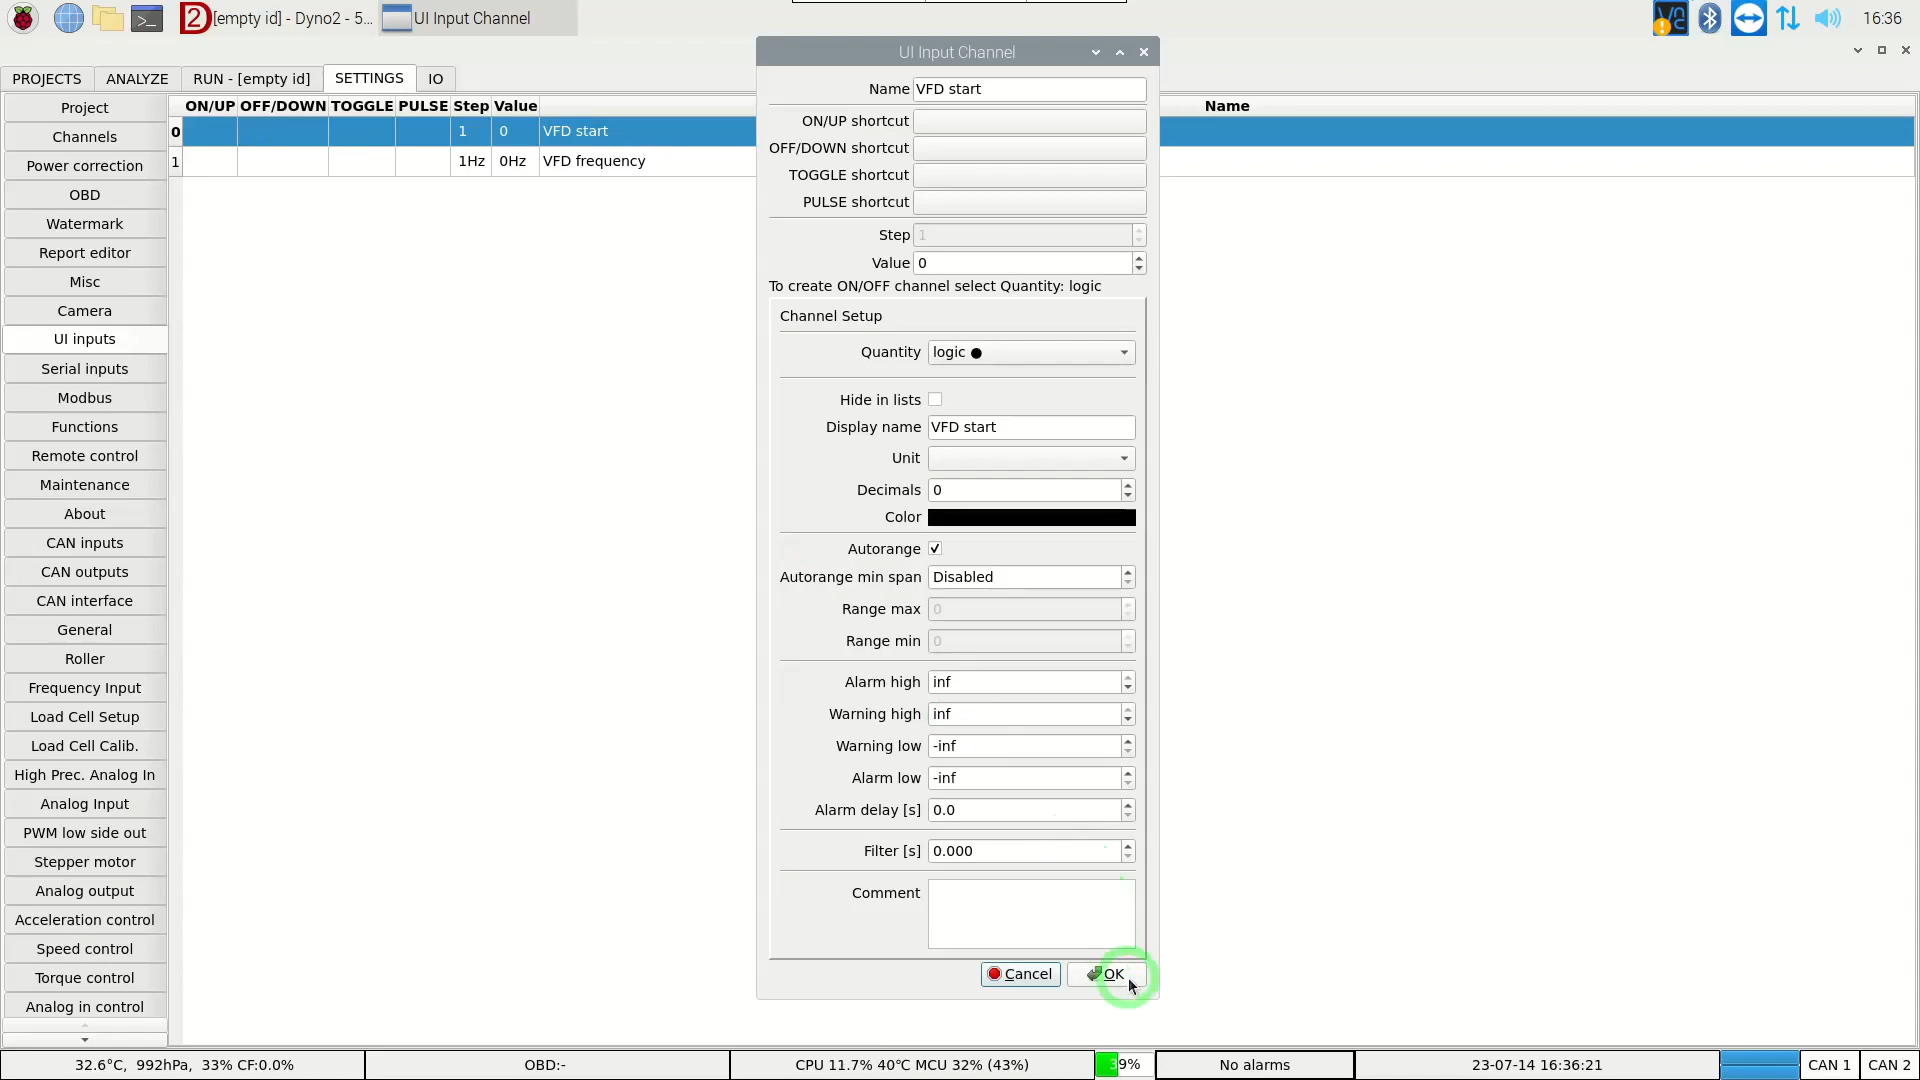 [empty id] - Dyno2 - 5...
UI Input Channel
16:36
UI Input Channel
PROJECTS
ANALYZE
RUN - [empty id]
SETTINGS
IO
ON/UP OFF/DOWN TOGGLE PULSE Step Value Name
0 1 0 VFD start
1 1Hz 0Hz VFD frequency
Project
Channels
Power correction
OBD
Watermark
Report editor
Misc
Camera
UI inputs
Serial inputs
Modbus
Functions
Remote control
Maintenance
About
CAN inputs
CAN outputs
CAN interface
General
Roller
Frequency Input
Load Cell Setup
Load Cell Calib.
High Prec. Analog In
Analog Input
PWM low side out
Stepper motor
Analog output
Acceleration control
Speed control
Torque control
Analog in control
Name VFD start
ON/UP shortcut
OFF/DOWN shortcut
TOGGLE shortcut
PULSE shortcut
Step 1
Value 0
To create ON/OFF channel select Quantity: logic
Channel Setup
Quantity logic ●
Hide in lists
Display name VFD start
Unit
Decimals 0
Color
Autorange
Autorange min span Disabled
Range max 0
Range min 0
Alarm high inf
Warning high inf
Warning low -inf
Alarm low -inf
Alarm delay [s] 0.0
Filter [s] 0.000
Comment
Cancel OK
32.6°C, 992hPa, 33% CF:0.0%
OBD:-
CPU 11.7% 40°C MCU 32% (43%)
39%
No alarms
23-07-14 16:36:21
CAN 1
CAN 2